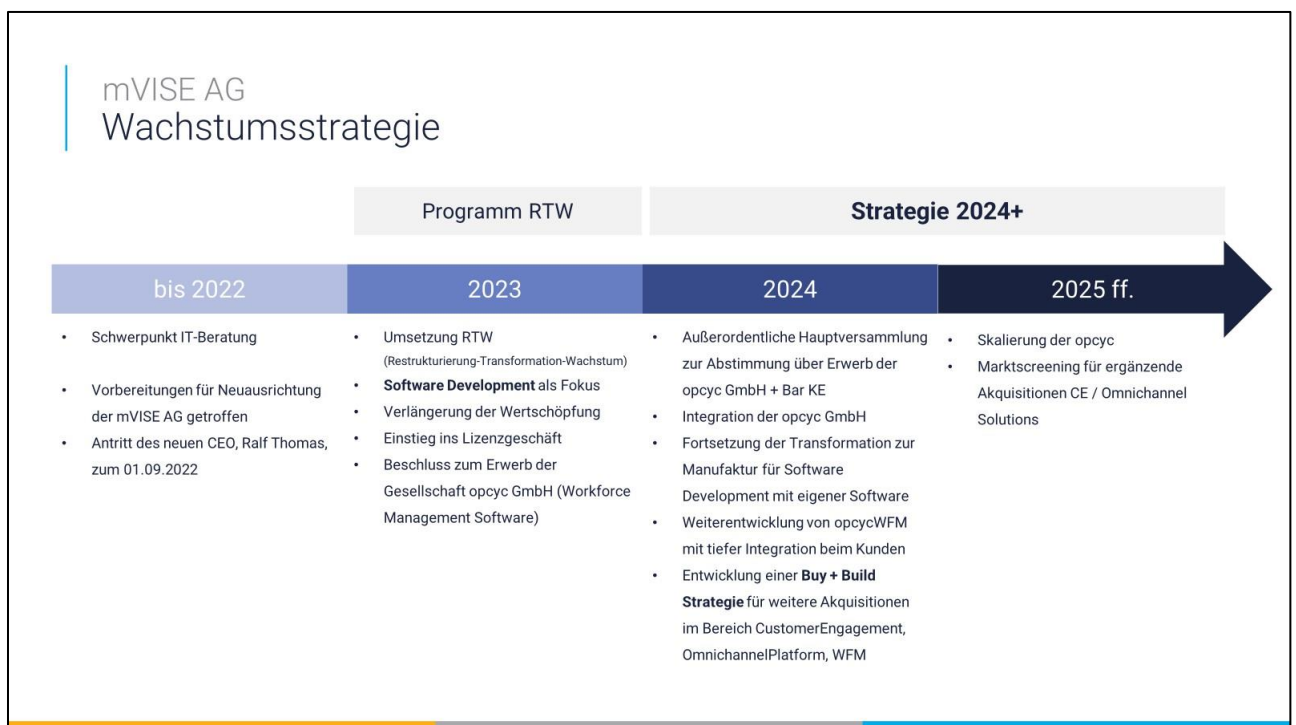 mVISE AG
Wachstumsstrategie
Programm RTW
Strategie 2024+
bis 2022
2023
2024
2025 ff.
• Schwerpunkt IT-Beratung
• Vorbereitungen für Neuausrichtung
der mVISE AG getroffen
• Antritt des neuen CEO, Ralf Thomas,
zum 01.09.2022
• Umsetzung RTW
(Restrukturierung-Transformation-Wachstum)
• Software Development als Fokus
• Verlängerung der Wertschöpfung
• Einstieg ins Lizenzgeschäft
• Beschluss zum Erwerb der
Gesellschaft opcyc GmbH (Workforce
Management Software)
• Außerordentliche Hauptversammlung
zur Abstimmung über Erwerb der
opcyc GmbH + Bar KE
• Integration der opcyc GmbH
• Fortsetzung der Transformation zur
Manufaktur für Software
Development mit eigener Software
• Weiterentwicklung von opcycWFM
mit tiefer Integration beim Kunden
• Entwicklung einer Buy + Build
Strategie für weitere Akquisitionen
im Bereich CustomerEngagement,
OmnichannelPlatform, WFM
• Skalierung der opcyc
• Marktscreening für ergänzende
Akquisitionen CE / Omnichannel
Solutions